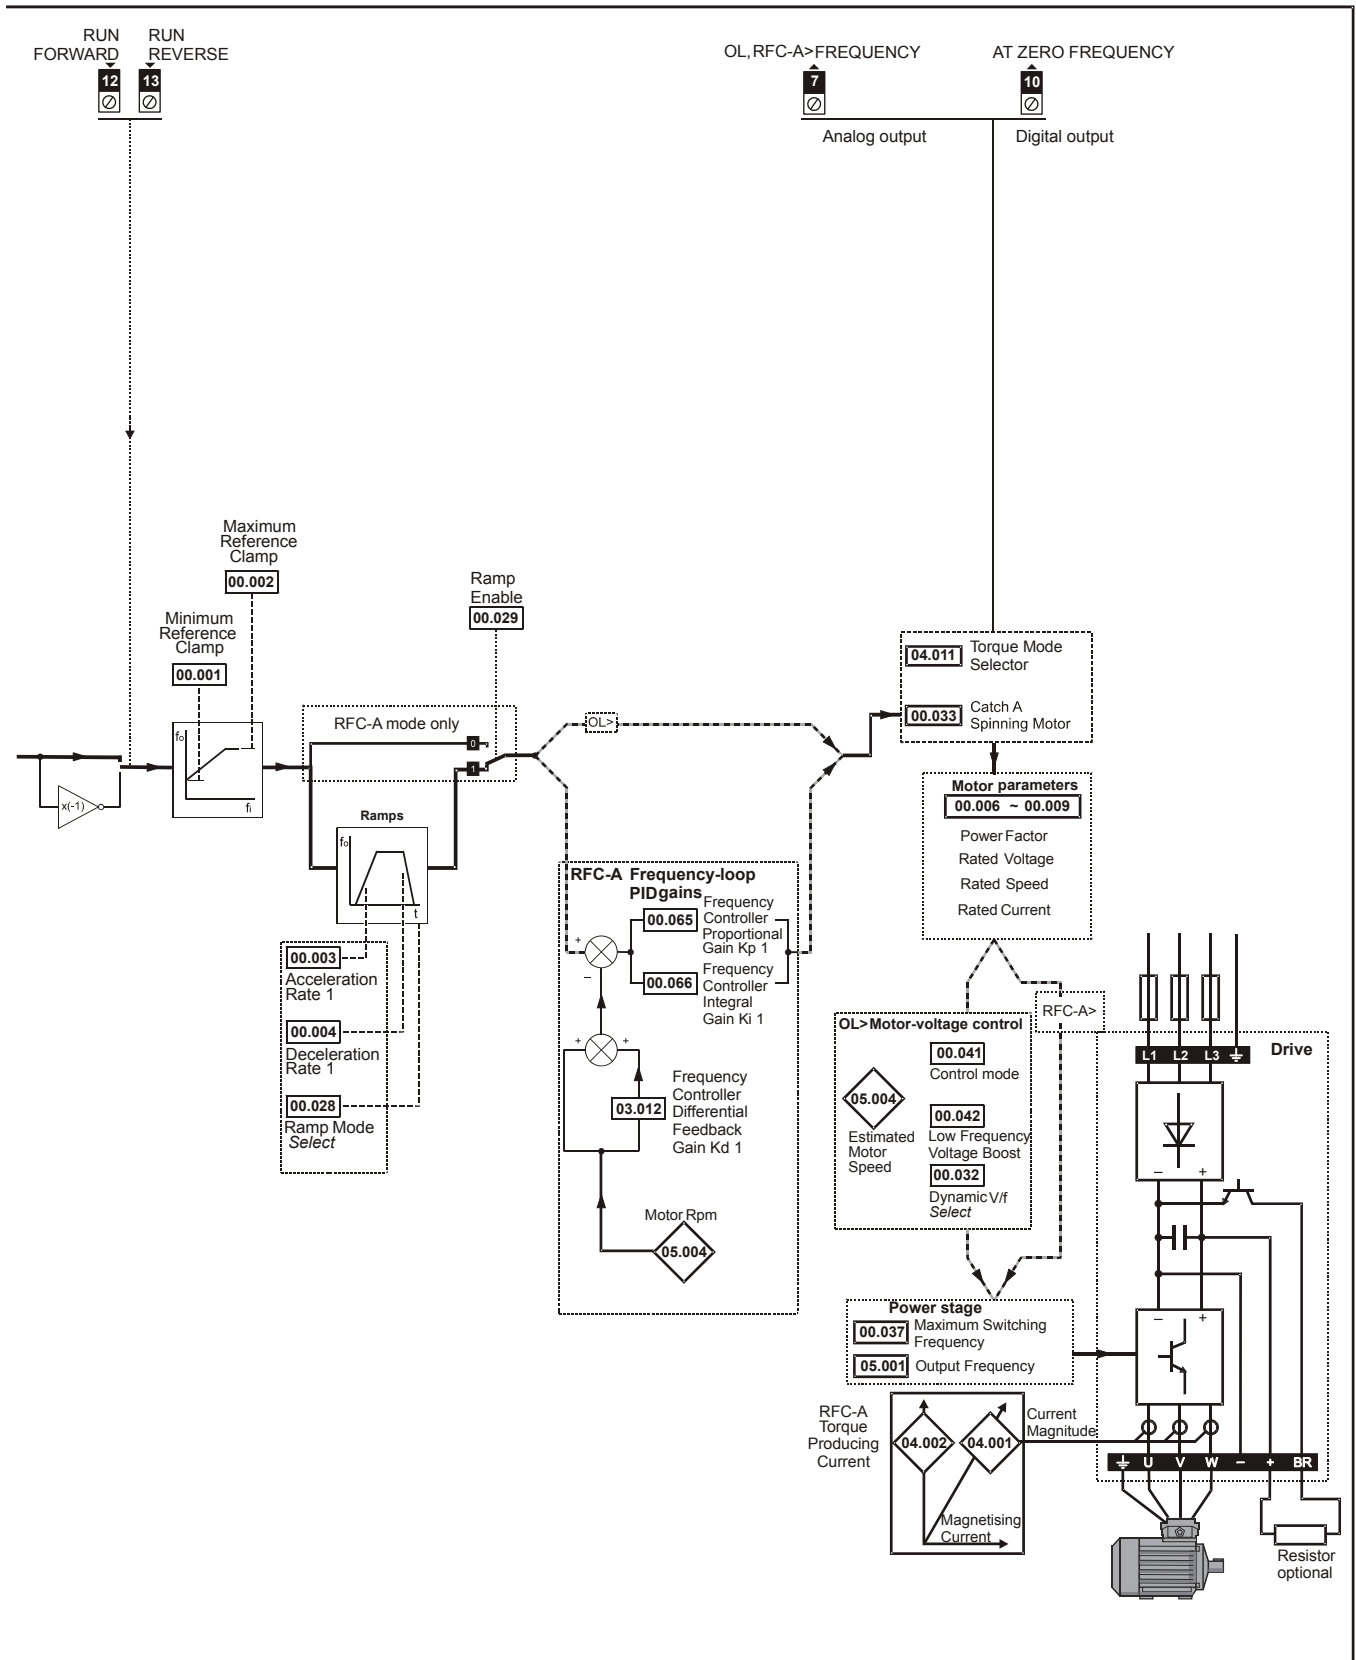 RUN
FORWARD
RUN
REVERSE
12
13
OL, RFC-A>FREQUENCY
AT ZERO FREQUENCY
7
10
Analog output
Digital output
Maximum
Reference
Clamp
00.002
Minimum
Reference
Clamp
00.001
Ramp
Enable
00.029
04.011
Torque Mode
Selector
00.033
Catch A
Spinning Motor
RFC-A mode only
0
1
OL>
fo
fi
x(-1)
Ramps
fo
t
00.003
Acceleration
Rate 1
00.004
Deceleration
Rate 1
00.028
Ramp Mode
Select
Motor parameters
00.006 ~ 00.009
Power Factor
Rated Voltage
Rated Speed
Rated Current
RFC-A Frequency-loop
PID gains
00.065
Frequency
Controller
Proportional
Gain Kp 1
00.066
Frequency
Controller
Integral
Gain Ki 1
+
–
+
+
03.012
Frequency
Controller
Differential
Feedback
Gain Kd 1
Motor Rpm
05.004
RFC-A>
OL> Motor-voltage control
00.041
Control mode
05.004
Estimated
Motor
Speed
00.042
Low Frequency
Voltage Boost
00.032
Dynamic V/f
Select
L1 L2 L3
Drive
– +
Power stage
00.037
Maximum Switching
Frequency
05.001
Output Frequency
– +
RFC-A
Torque
Producing
Current
04.002
04.001
Current
Magnitude
Magnetising
Current
U V W – + BR
Resistor
optional